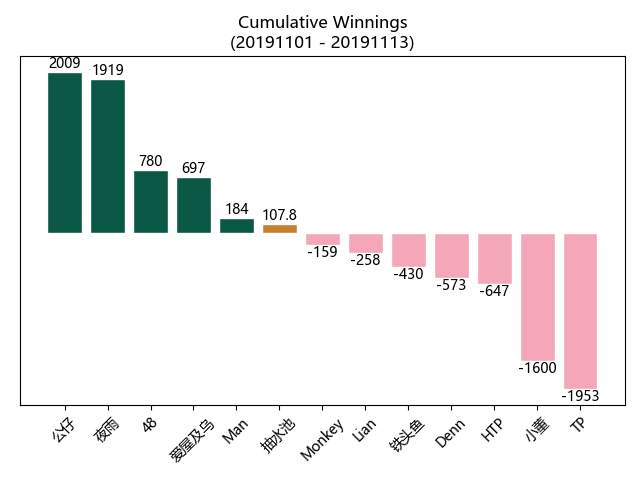 Cumulative Winnings
(20191101 - 20191113)
2009
1919
780
697
184
107.8
-159
-258
-430
-573
-647
-1600
-1953
公仔
夜雨
48
爱屋及乌
Man
抽水池
Monkey
Lian
铁头鱼
Denn
HTP
小董
TP